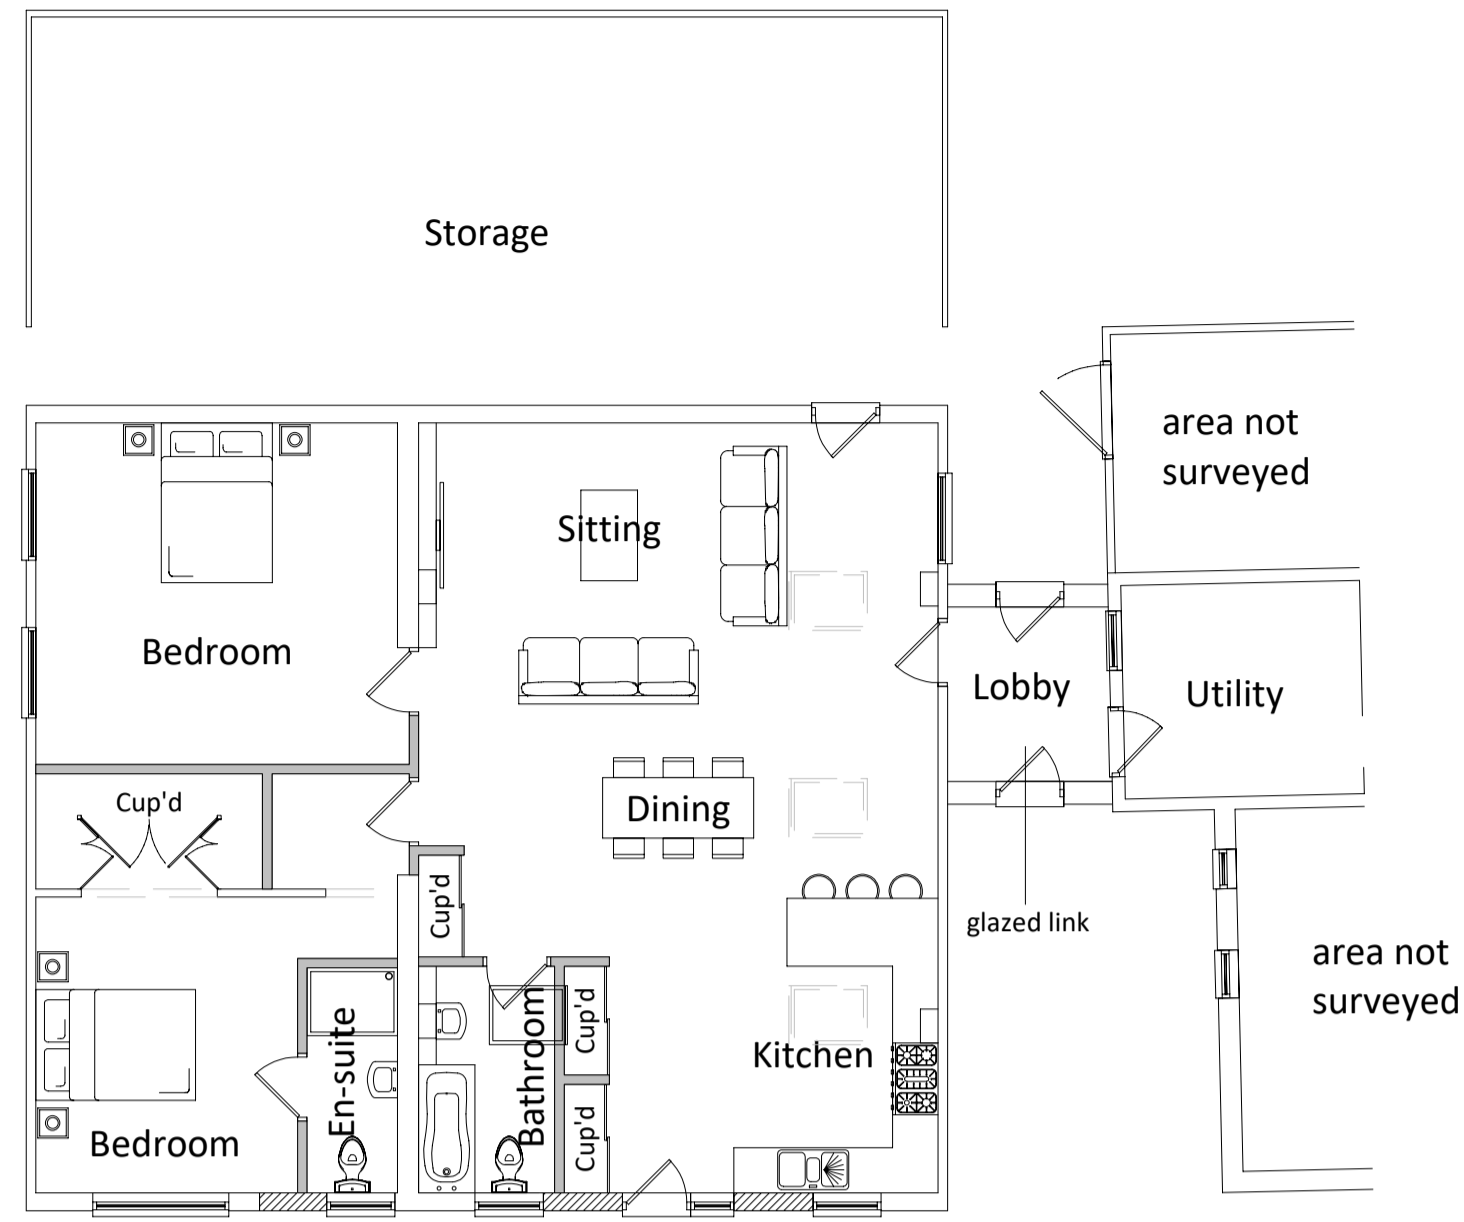 Storage
area not
surveyed
Sitting
Bedroom
Lobby
Utility
Cup'd
Dining
Cup'd
glazed link
area not
surveyed
Cup'd
Bathroom
En-suite
Kitchen
Cup'd
Bedroom